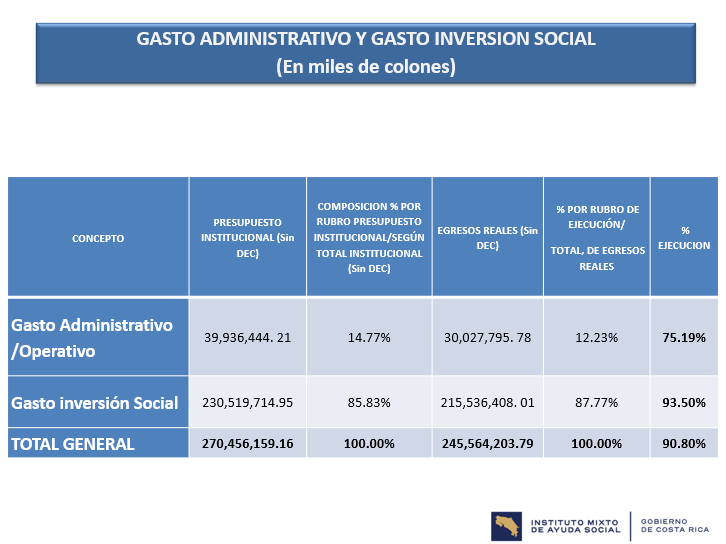 GASTO ADMINISTRATIVO Y GASTO INVERSION SOCIAL
(En miles de colones)
CONCEPTO
PRESUPUESTO
INSTITUCIONAL (Sin
DEC)
COMPOSICION % POR
RUBRO PRESUPUESTO
INSTITUCIONAL/SEGÚN
TOTAL INSTITUCIONAL
(Sin DEC)
EGRESOS REALES (Sin
DEC)
% POR RUBRO DE
EJECUCIÓN/
TOTAL, DE EGRESOS
REALES
%
EJECUCION
Gasto Administrativo
/Operativo
39,936,444. 21
14.77%
30,027,795. 78
12.23%
75.19%
Gasto inversión Social
230,519,714.95
85.83%
215,536,408. 01
87.77%
93.50%
TOTAL GENERAL
270,456,159.16
100.00%
245,564,203.79
100.00%
90.80%
INSTITUTO MIXTO
DE AYUDA SOCIAL
GOBIERNO
DE COSTA RICA